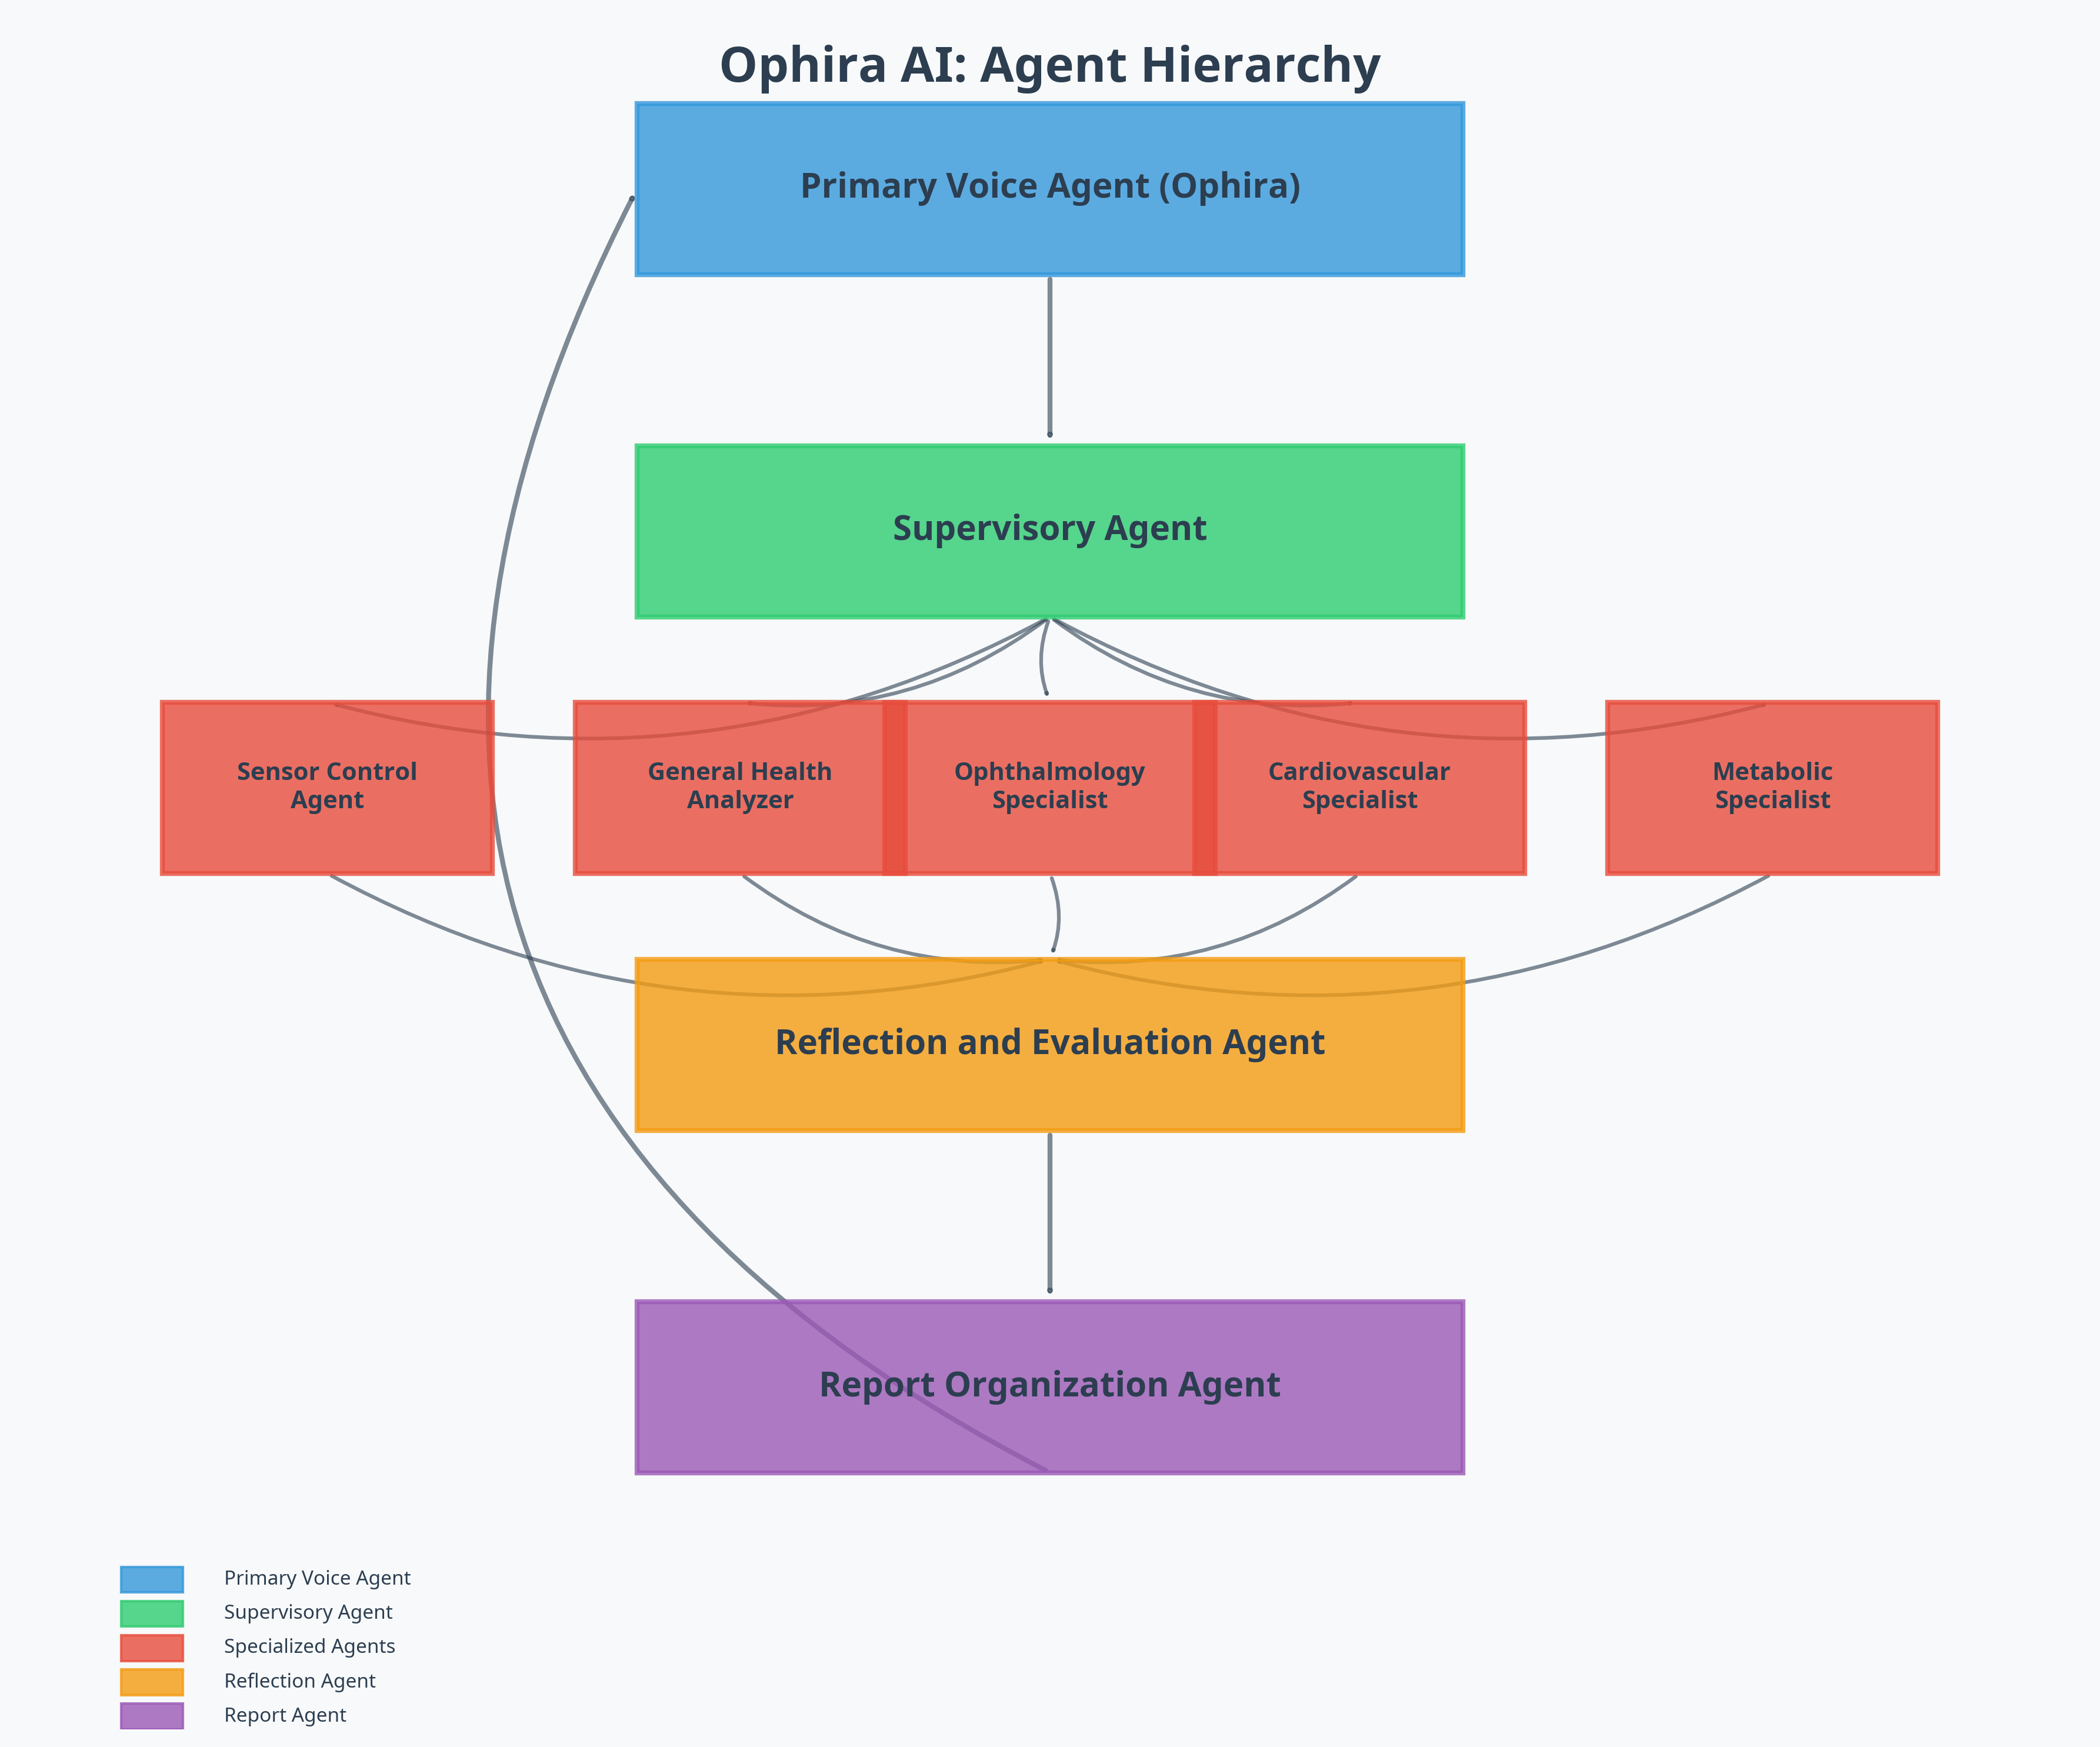 Ophira AI: Agent Hierarchy
Primary Voice Agent (Ophira)
Supervisory Agent
Sensor Control
Agent
General Health
Analyzer
Ophthalmology
Specialist
Cardiovascular
Specialist
Metabolic
Specialist
Reflection and Evaluation Agent
Report Organization Agent
Primary Voice Agent
Supervisory Agent
Specialized Agents
Reflection Agent
Report Agent